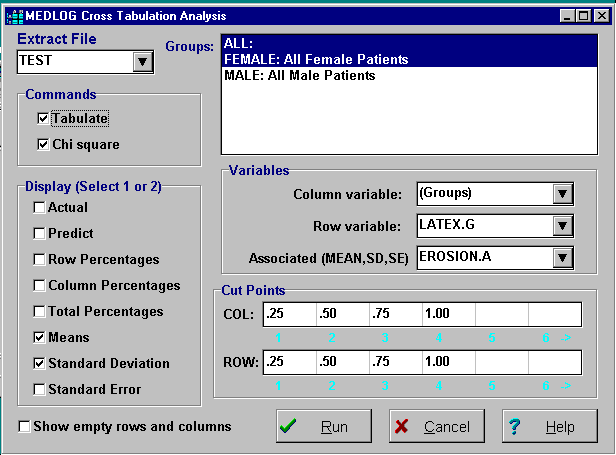 MEDLOG Cross Tabulation Analysis
Extract File
TEST
Groups:
ALL:
FEMALE: All Female Patients
MALE: All Male Patients
Commands
Tabulate
Chi square
Display (Select 1 or 2)
Actual
Predict
Row Percentages
Column Percentages
Total Percentages
Means
Standard Deviation
Standard Error
Show empty rows and columns
Variables
Column variable: (Groups)
Row variable: LATEX.G
Associated (MEAN,SD,SE) EROSION.A
Cut Points
COL: .25 .50 .75 1.00
1 2 3 4 5 6 ->
ROW: .25 .50 .75 1.00
1 2 3 4 5 6 ->
Run Cancel Help